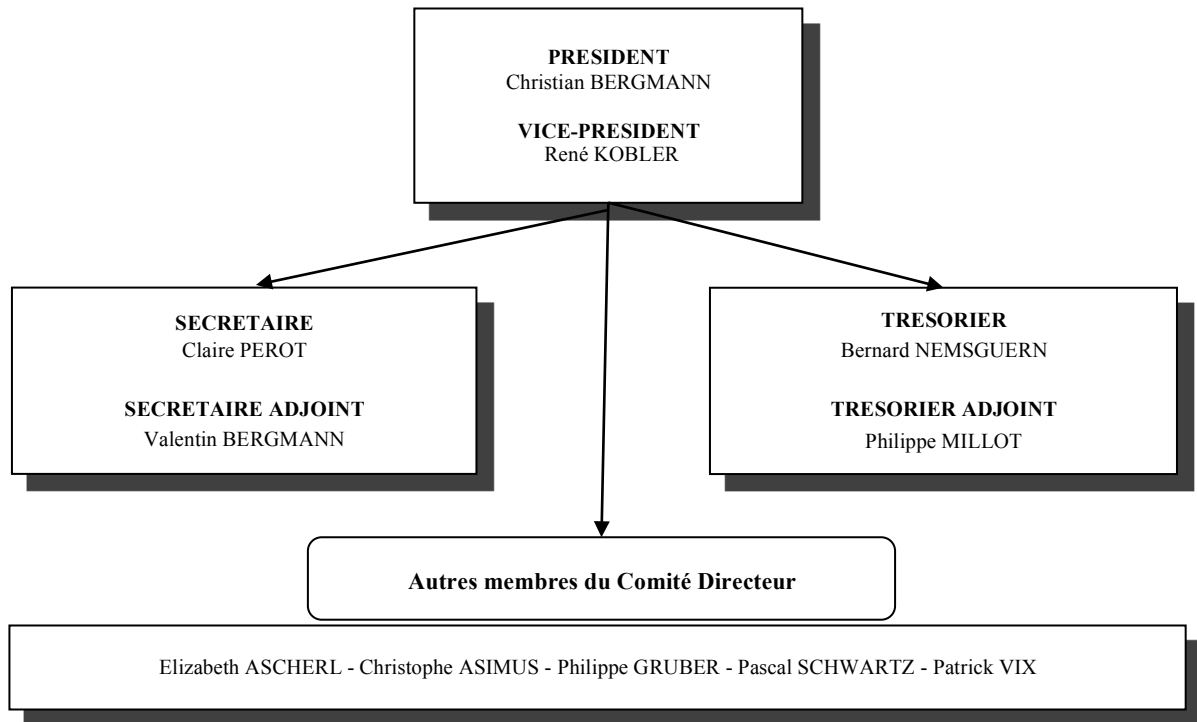 PRESIDENT
Christian BERGMANN
VICE-PRESIDENT
René KOBLER
SECRETAIRE
Claire PEROT
SECRETAIRE ADJOINT
Valentin BERGMANN
TRESORIER
Bernard NEMSGUERN
TRESORIER ADJOINT
Philippe MILLOT
Autres membres du Comité Directeur
Elizabeth ASCHERL - Christophe ASIMUS - Philippe GRUBER - Pascal SCHWARTZ - Patrick VIX